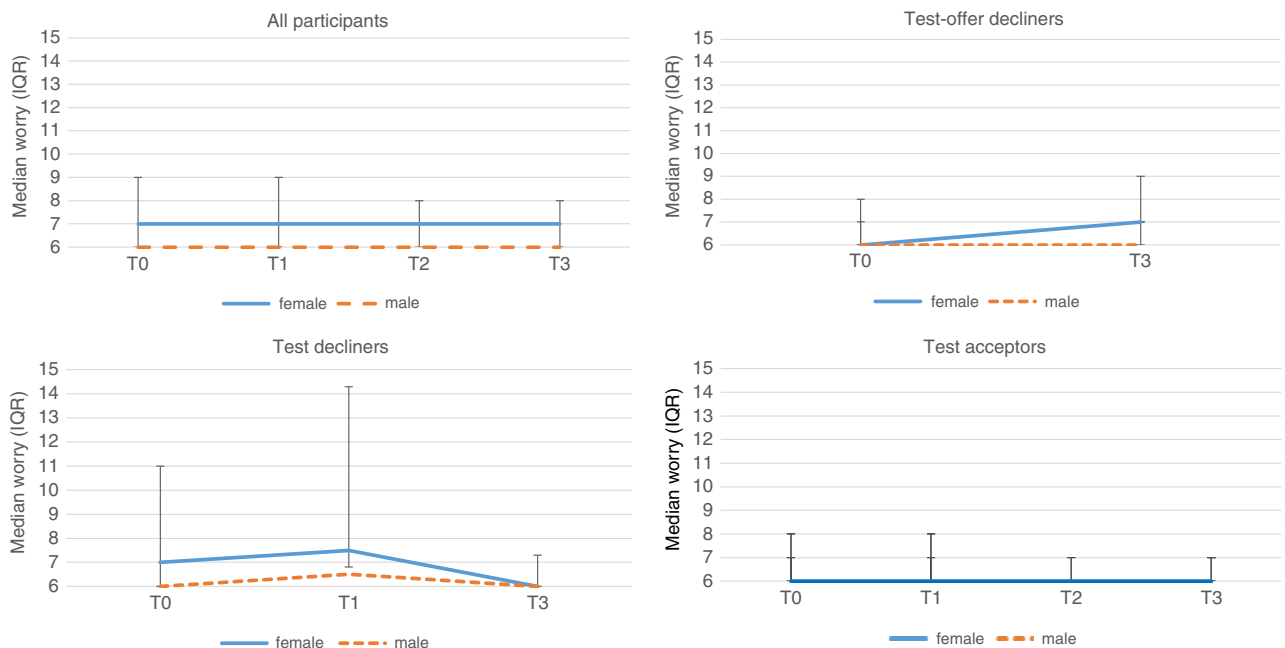 All participants
Median worry (IQR)
15
14
13
12
11
10
9
8
7
6
T0 T1 T2 T3
female male
Test-offer decliners
Median worry (IQR)
15
14
13
12
11
10
9
8
7
6
T0 T3
female male
Test decliners
Median worry (IQR)
15
14
13
12
11
10
9
8
7
6
T0 T1 T3
female male
Test acceptors
Median worry (IQR)
15
14
13
12
11
10
9
8
7
6
T0 T1 T2 T3
female male